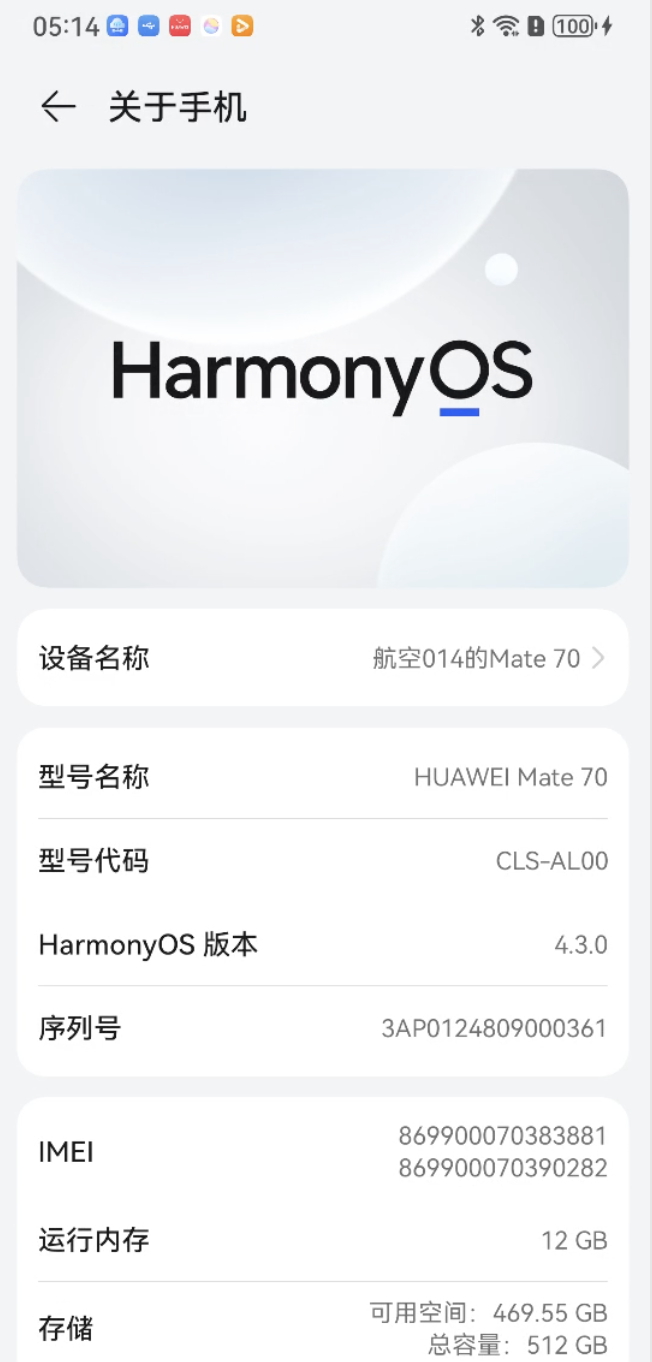 05:14
100
关于手机
HarmonyOS
设备名称 航空014的Mate 70
型号名称 HUAWEI Mate 70
型号代码 CLS-AL00
HarmonyOS 版本 4.3.0
序列号 3AP0124809000361
IMEI 869900070383881
869900070390282
运行内存 12 GB
存储 可用空间：469.55 GB
总容量：512 GB